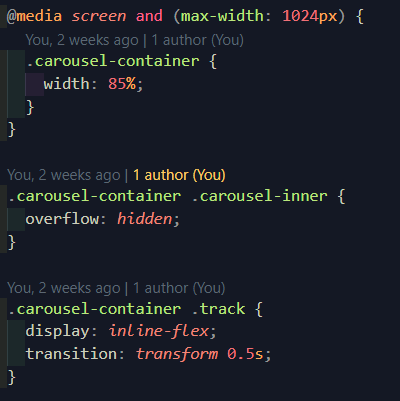 @media screen and (max-width: 1024px) {
You, 2 weeks ago | 1 author (You)
.carousel-container {
width: 85%;
}
}
You, 2 weeks ago | 1 author (You)
.carousel-container .carousel-inner {
overflow: hidden;
}
You, 2 weeks ago | 1 author (You)
.carousel-container .track {
display: inline-flex;
transition: transform 0.5s;
}